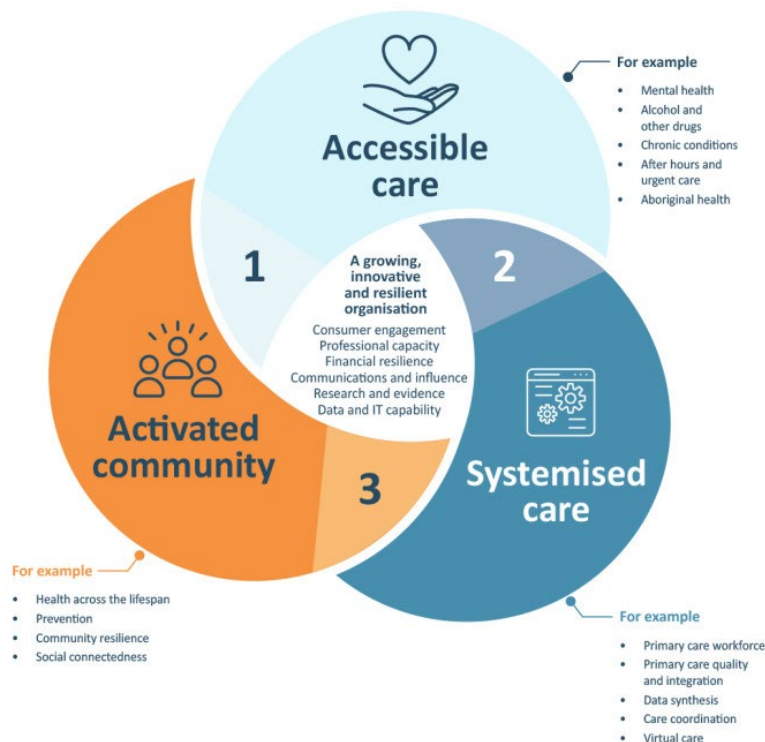 Accessible
care
For example
• Mental health
• Alcohol and
other drugs
• Chronic conditions
• After hours and
urgent care
• Aboriginal health
1
2
A growing,
innovative
and resilient
organisation
Consumer engagement
Professional capacity
Financial resilience
Communications and influence
Research and evidence
Data and IT capability
Activated
community
3
Systemised
care
For example
• Health across the lifespan
• Prevention
• Community resilience
• Social connectedness
For example
• Primary care workforce
• Primary care quality
and integration
• Data synthesis
• Care coordination
• Virtual care